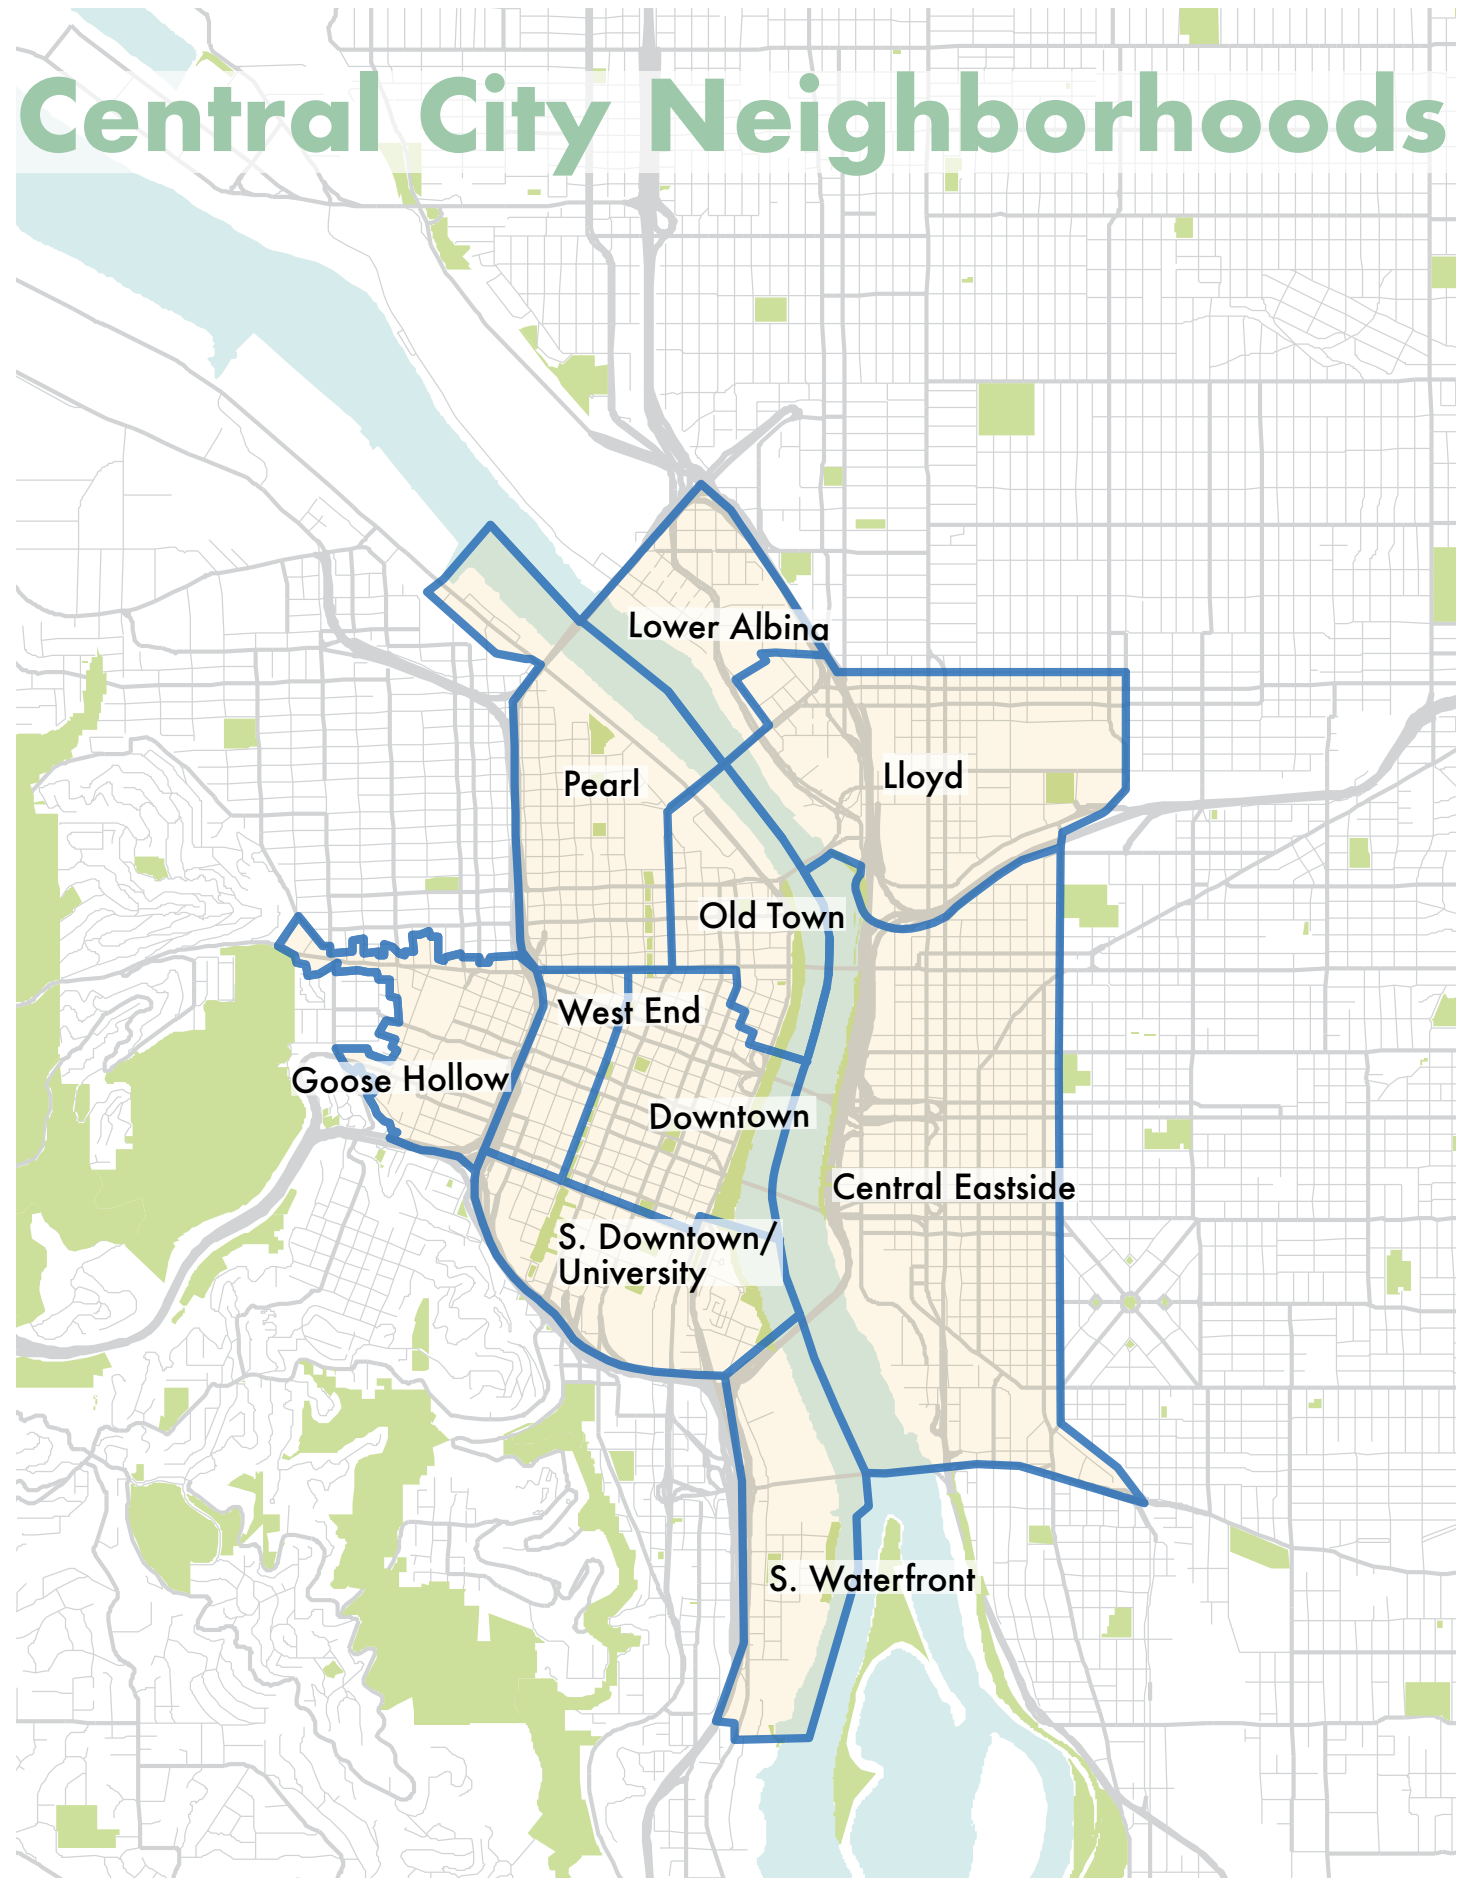 Central City Neighborhoods
Lower Albina
Pearl
Lloyd
Old Town
West End
Goose Hollow
Downtown
Central Eastside
S. Downtown/
University
S. Waterfront